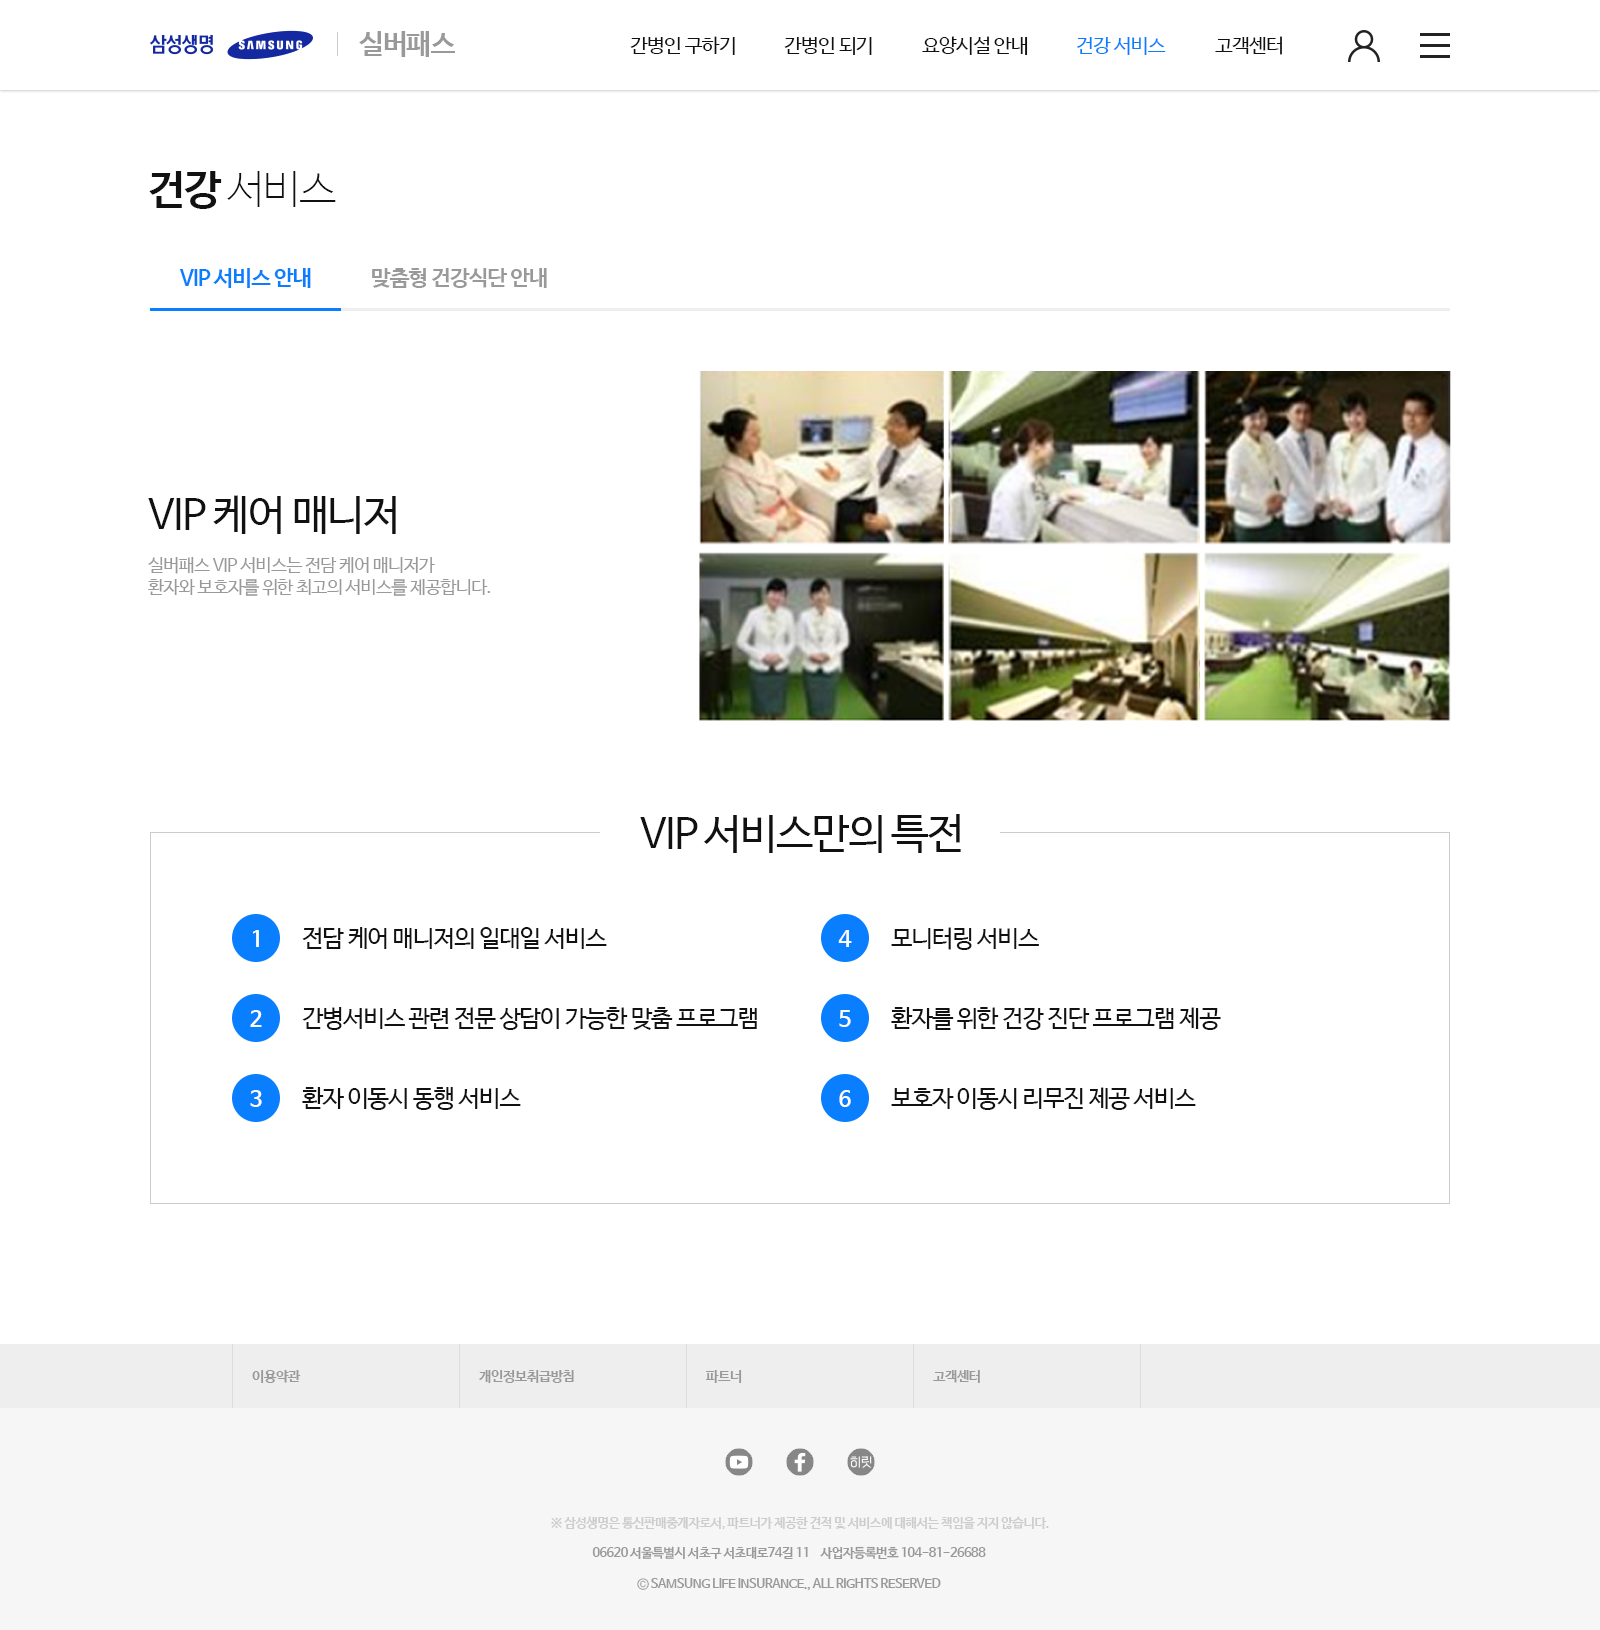 삼성생명 SAMSUNG 실버패스
간병인 구하기 간병인 되기 요양시설 안내 건강 서비스 고객센터
건강 서비스
VIP 서비스 안내 맞춤형 건강식단 안내
VIP 케어 매니저
실버패스 VIP 서비스는 전담 케어 매니저가
환자와 보호자를 위한 최고의 서비스를 제공합니다.
VIP 서비스만의 특전
1 전담 케어 매니저의 일대일 서비스
2 간병서비스 관련 전문 상담이 가능한 맞춤 프로그램
3 환자 이동시 동행 서비스
4 모니터링 서비스
5 환자를 위한 건강 진단 프로그램 제공
6 보호자 이동시 리무진 제공 서비스
이용약관 개인정보취급방침 파트너 고객센터
히릿
※ 삼성생명은 통신판매중개자로서, 파트너가 제공한 견적 및 서비스에 대해서는 책임을 지지 않습니다.
06620 서울특별시 서초구 서초대로74길 11 사업자등록번호 104-81-26688
© SAMSUNG LIFE INSURANCE., ALL RIGHTS RESERVED